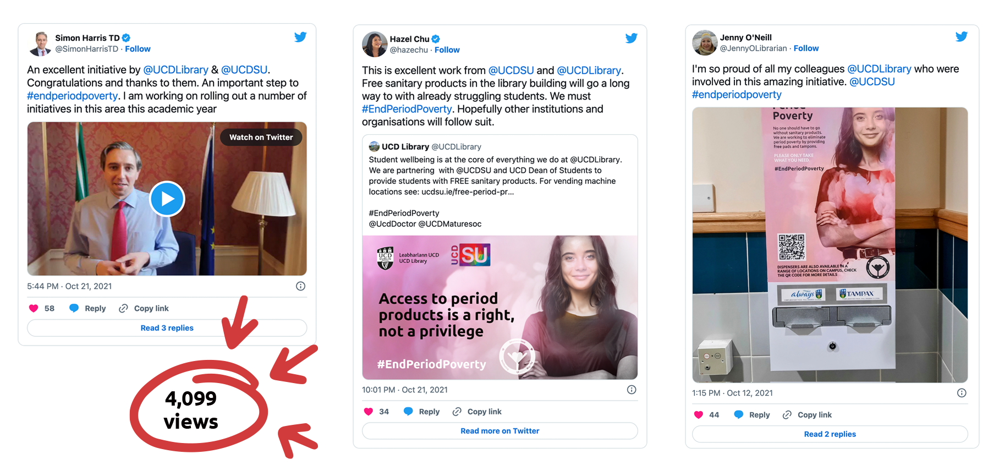 Simon Harris TD
@SimonHarrisTD · Follow
An excellent initiative by @UCDLibrary & @UCDSU.
Congratulations and thanks to them. An important step to
#endperiodpoverty. I am working on rolling out a number of
initiatives in this area this academic year
Watch on Twitter
5:44 PM · Oct 21, 2021
58 Reply Copy link
Read 3 replies
4,099
views
Hazel Chu
@hazechu · Follow
This is excellent work from @UCDSU and @UCDLibrary.
Free sanitary products in the library building will go a long
way to with already struggling students. We must
#EndPeriodPoverty. Hopefully other institutions and
organisations will follow suit.
UCD Library @UCDLibrary
Student wellbeing is at the core of everything we do at @UCDLibrary.
We are partnering with @UCDSU and UCD Dean of Students to
provide students with FREE sanitary products. For vending machine
locations see: ucdsu.ie/free-period-pr...
#EndPeriodPoverty
@UcdDoctor @UCDMaturesoc
UCD
DUBLIN
Leabharlann UCD
UCD Library
UCD SU
Access to period
products is a right,
not a privilege
#EndPeriodPoverty
10:01 PM · Oct 21, 2021
34 Reply Copy link
Read more on Twitter
Jenny O'Neill
@JennyOLibrarian · Follow
I'm so proud of all my colleagues @UCDLibrary who were
involved in this amazing initiative. @UCDSU
#endperiodpoverty
Period
Poverty
No one should have to go
without sanitary products.
We are working to eliminate
period poverty by providing
free pads and tampons.
PLEASE ONLY TAKE
WHAT YOU NEED.
#EndPeriodPoverty
DISPENSERS ARE ALSO AVAILABLE IN A
RANGE OF LOCATIONS ON CAMPUS, CHECK
THE QR CODE FOR MORE DETAILS
always TAMPAX
1:15 PM · Oct 12, 2021
44 Reply Copy link
Read 2 replies